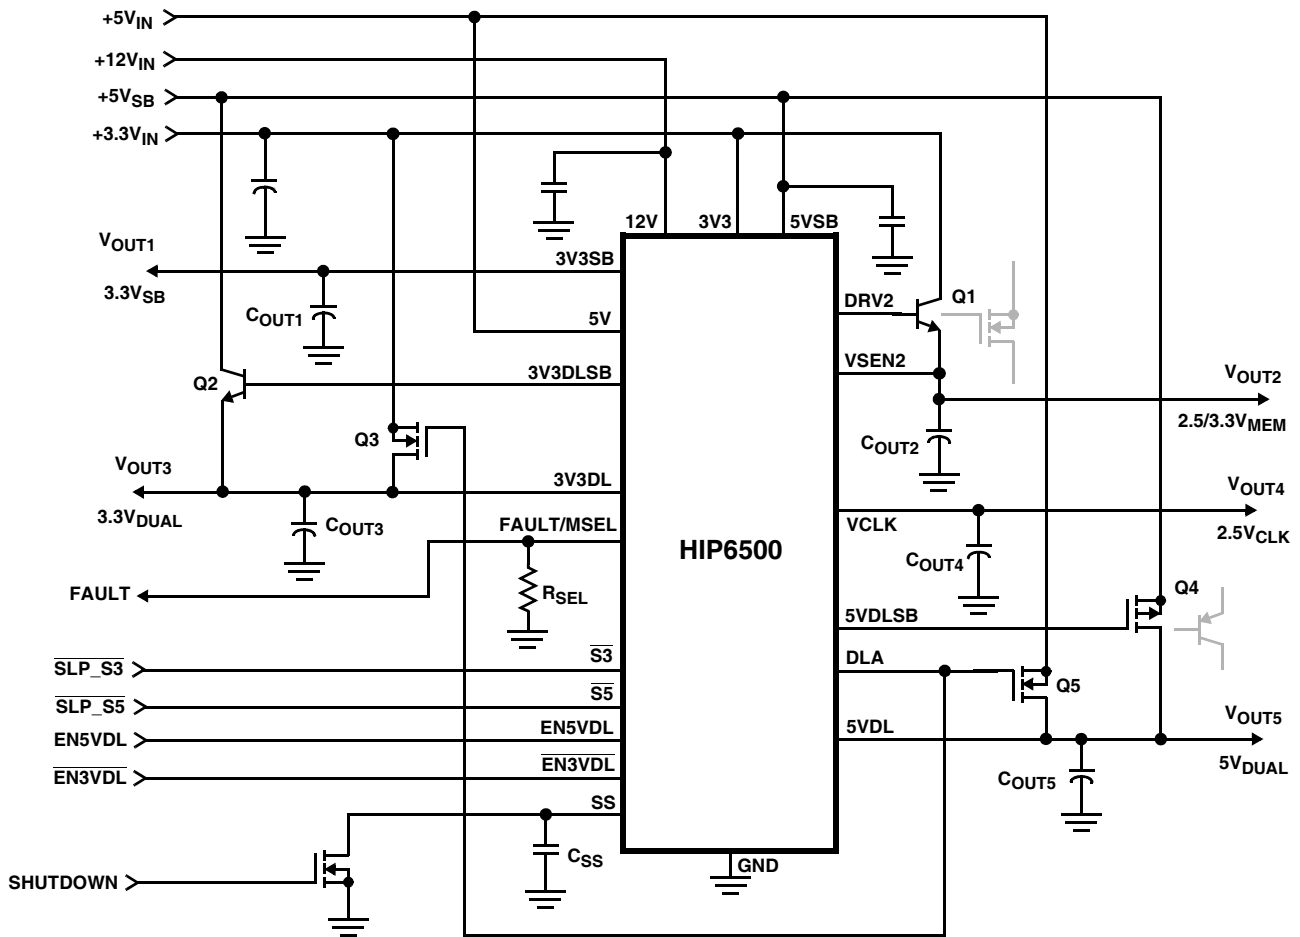 +5VIN
+12VIN
+5VSB
+3.3VIN
12V
3V3
5VSB
VOUT1
3.3VSB
COUT1
3V3SB
5V
DRV2
Q1
VSEN2
VOUT2
2.5/3.3VMEM
COUT2
Q2
3V3DLSB
Q3
VOUT3
3.3VDUAL
COUT3
3V3DL
FAULT/MSEL
RSEL
FAULT
HIP6500
VCLK
VOUT4
2.5VCLK
COUT4
5VDLSB
Q4
DLA
Q5
5VDL
VOUT5
5VDUAL
COUT5
SLP_S3
S3
SLP_S5
S5
EN5VDL
EN5VDL
EN3VDL
EN3VDL
SS
CSS
GND
SHUTDOWN